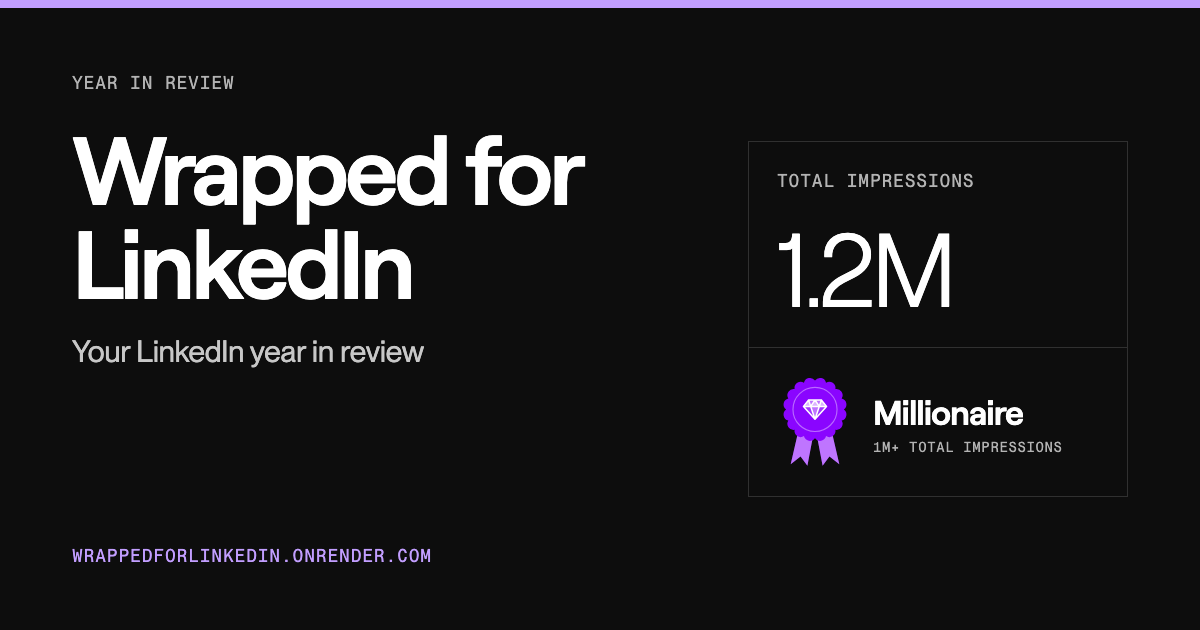 YEAR IN REVIEW
Wrapped for
LinkedIn
Your LinkedIn year in review
TOTAL IMPRESSIONS
1.2M
Millionaire
1M+ TOTAL IMPRESSIONS
WRAPPEDFORLINKEDIN.ONRENDER.COM